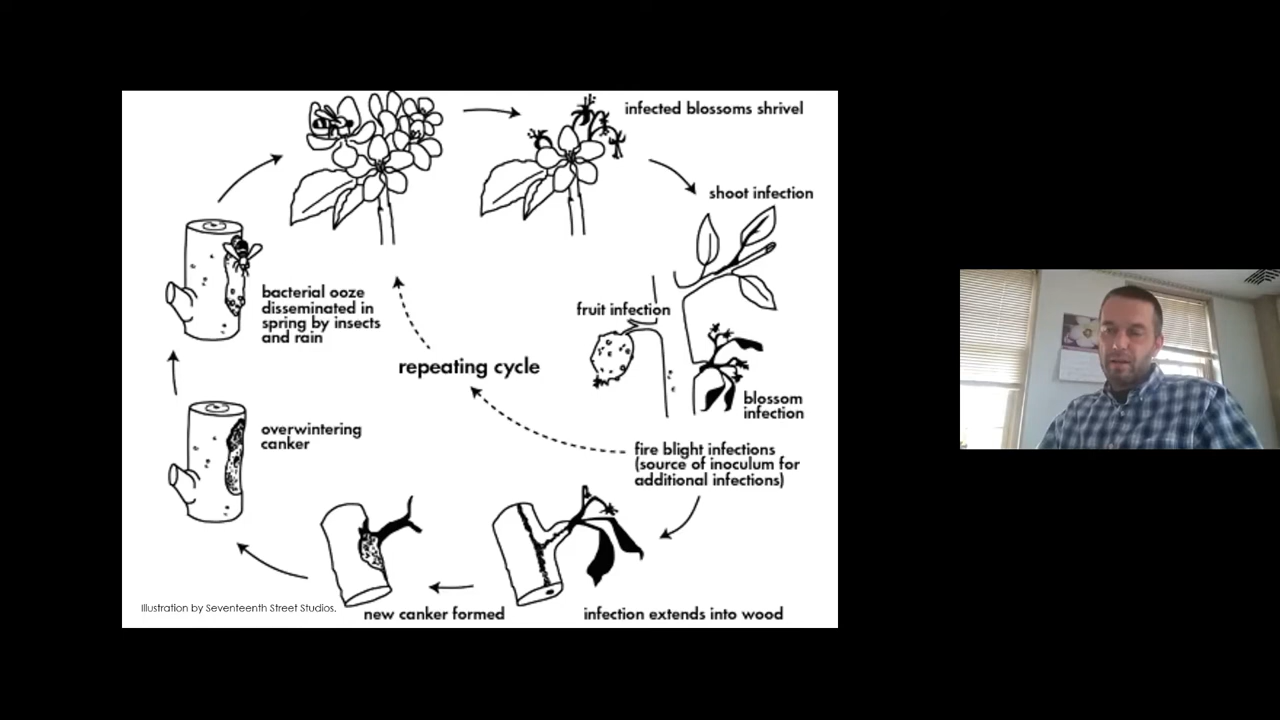 infected blossoms shrivel
shoot infection
bacterial ooze
disseminated in
spring by insects
and rain
fruit infection
repeating cycle
blossom
infection
overwintering
canker
fire blight infections
(source of inoculum for
additional infections)
Illustration by Seventeenth Street Studios.
new canker formed
infection extends into wood